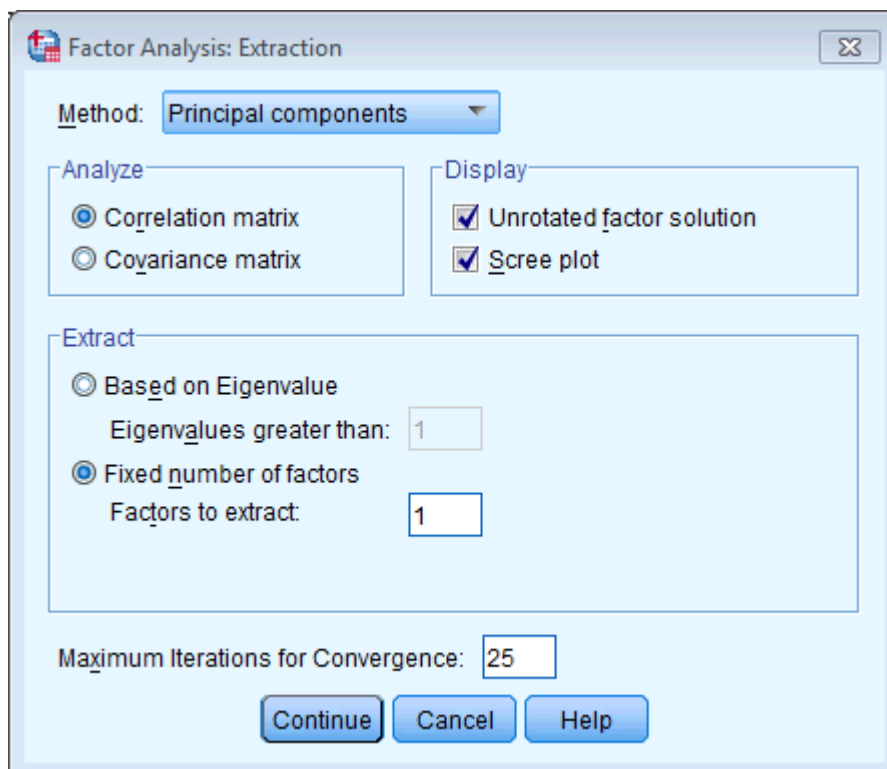 Factor Analysis: Extraction
Method: Principal components
Analyze
Correlation matrix
Covariance matrix
Display
Unrotated factor solution
Scree plot
Extract
Based on Eigenvalue
Eigenvalues greater than: 1
Fixed number of factors
Factors to extract: 1
Maximum Iterations for Convergence: 25
Continue Cancel Help